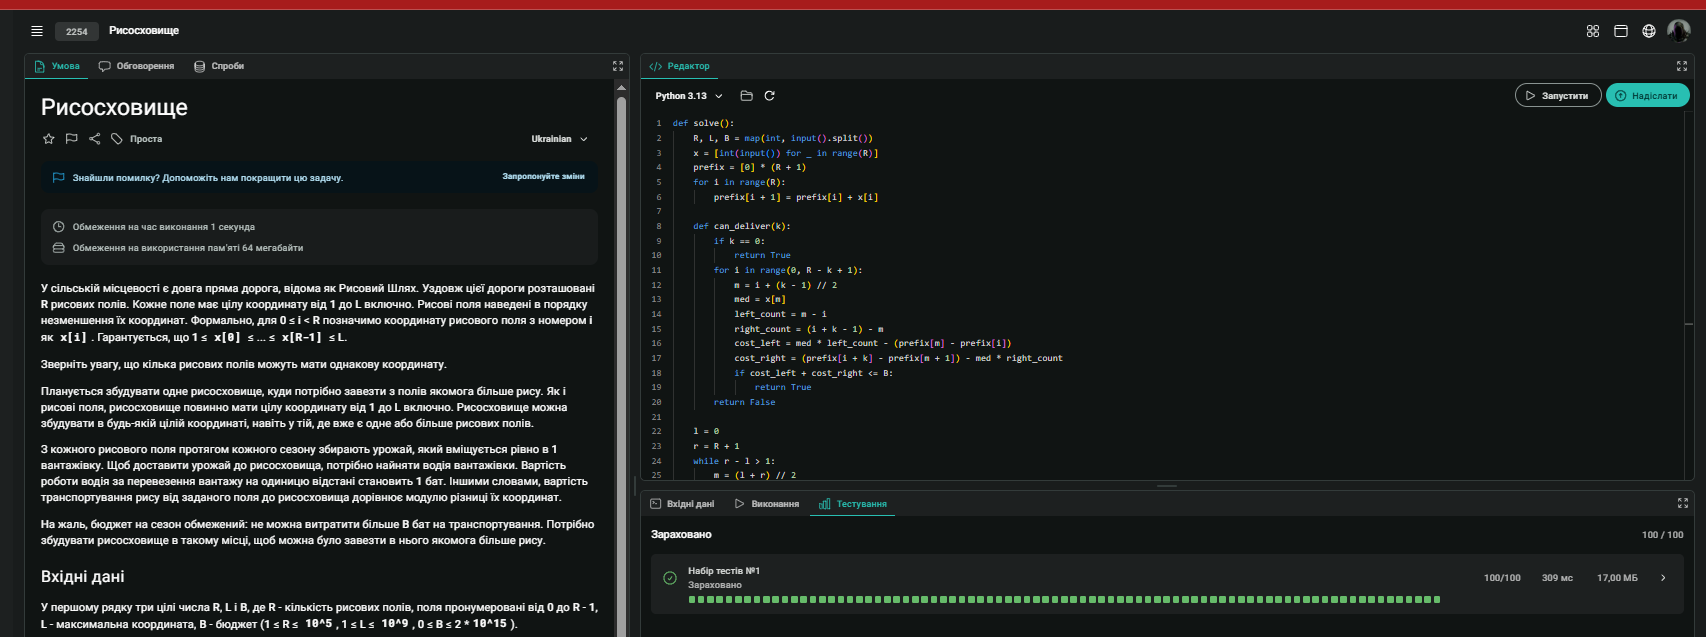 2254 Рисосховище
Умова Обговорення Спроби
Рисосховище
Проста Ukrainian
Знайшли помилку? Допоможіть нам покращити цю задачу. Запропонуйте зміни
Обмеження на час виконання 1 секунда
Обмеження на використання пам'яті 64 мегабайти
У сільській місцевості є довга пряма дорога, відома як Рисовий Шлях. Уздовж цієї дороги розташовані
R рисових полів. Кожне поле має цілу координату від 1 до L включно. Рисові поля наведені в порядку
незменшення їх координат. Формально, для 0 ≤ i < R позначимо координату рисового поля з номером i
як x[i] . Гарантується, що 1 ≤ x[0] ≤ ... ≤ x[R-1] ≤ L.
Зверніть увагу, що кілька рисових полів можуть мати однакову координату.
Планується збудувати одне рисосховище, куди потрібно завезти з полів якомога більше рису. Як і
рисові поля, рисосховище повинно мати цілу координату від 1 до L включно. Рисосховище можна
збудувати в будь-якій цілій координаті, навіть у тій, де вже є одне або більше рисових полів.
З кожного рисового поля протягом кожного сезону збирають урожай, який вміщується рівно в 1
вантажівку. Щоб доставити урожай до рисосховища, потрібно найняти водія вантажівки. Вартість
роботи водія за перевезення вантажу на одиницю відстані становить 1 бат. Іншими словами, вартість
транспортування рису від заданого поля до рисосховища дорівнює модулю різниці їх координат.
На жаль, бюджет на сезон обмежений: не можна витратити більше B бат на транспортування. Потрібно
збудувати рисосховище в такому місці, щоб можна було завезти в нього якомога більше рису.
Вхідні дані
У першому рядку три цілі числа R, L і B, де R - кількість рисових полів, поля пронумеровані від 0 до R - 1,
L - максимальна координата, B - бюджет (1 ≤ R ≤ 10^5 , 1 ≤ L ≤ 10^9 , 0 ≤ B ≤ 2 * 10^15 ).
</> Редактор
Python 3.13 Запустити Надіслати
1 def solve():
2 R, L, B = map(int, input().split())
3 x = [int(input()) for _ in range(R)]
4 prefix = [0] * (R + 1)
5 for i in range(R):
6 prefix[i + 1] = prefix[i] + x[i]
7
8 def can_deliver(k):
9 if k == 0:
10 return True
11 for i in range(0, R - k + 1):
12 m = i + (k - 1) // 2
13 med = x[m]
14 left_count = m - i
15 right_count = (i + k - 1) - m
16 cost_left = med * left_count - (prefix[m] - prefix[i])
17 cost_right = (prefix[i + k] - prefix[m + 1]) - med * right_count
18 if cost_left + cost_right <= B:
19 return True
20 return False
21
22 l = 0
23 r = R + 1
24 while r - l > 1:
25 m = (l + r) // 2
Вхідні дані Виконання Тестування
Зараховано 100 / 100
Набір тестів №1
Зараховано
100/100 309 мс 17,00 МБ